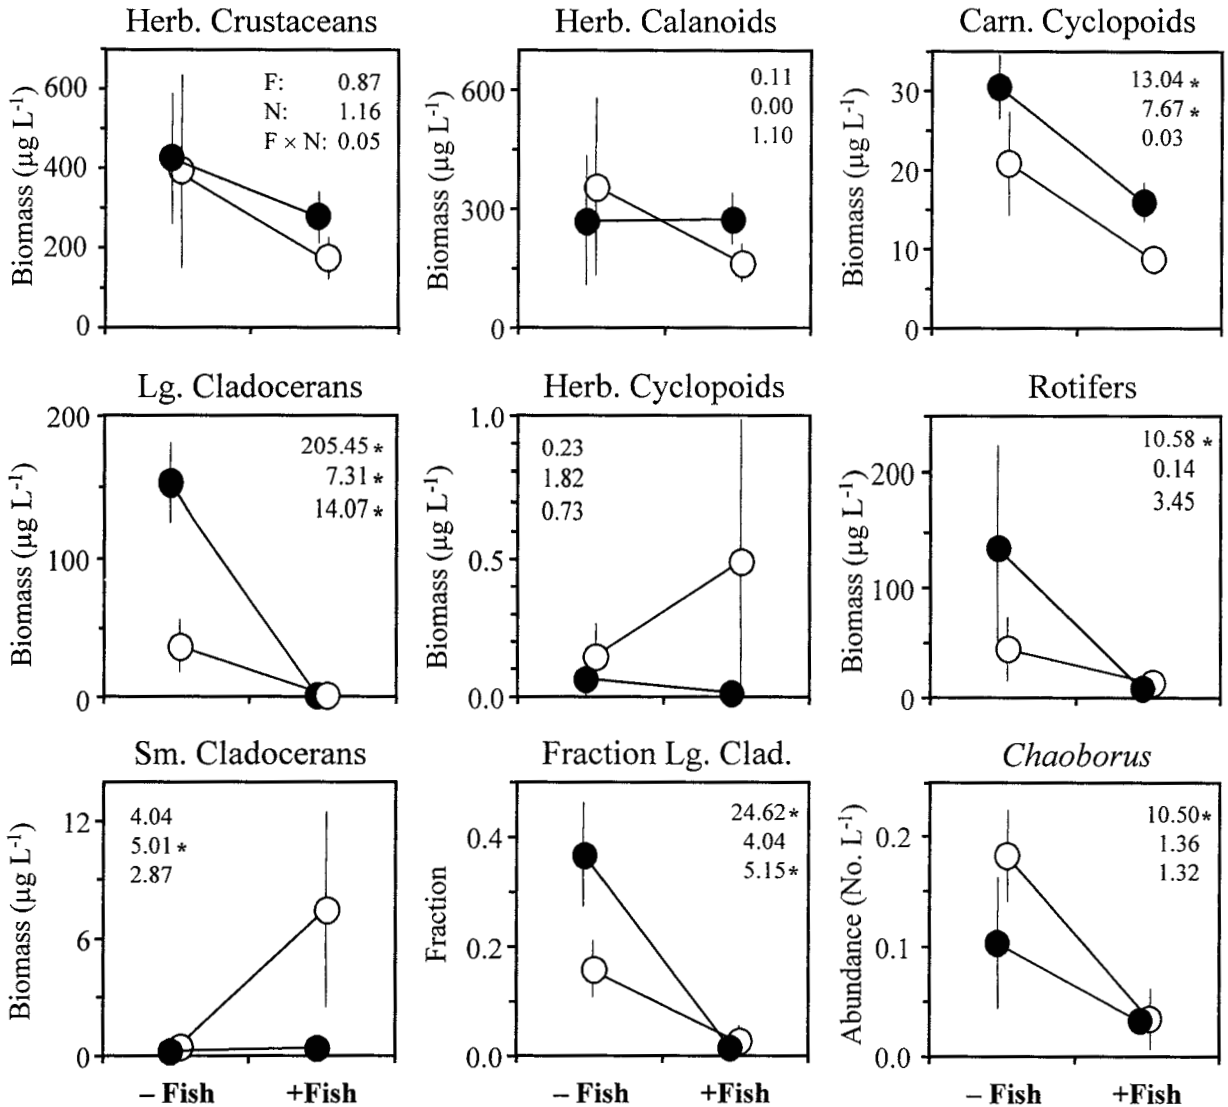 Herb. Crustaceans
Biomass (µg L-1)
600
400
200
0
F: 0.87
N: 1.16
F × N: 0.05
Herb. Calanoids
Biomass (µg L-1)
600
300
0
0.11
0.00
1.10
Carn. Cyclopoids
Biomass (µg L-1)
30
20
10
0
13.04 *
7.67 *
0.03
Lg. Cladocerans
Biomass (µg L-1)
200
100
0
205.45 *
7.31 *
14.07 *
Herb. Cyclopoids
Biomass (µg L-1)
1.0
0.5
0.0
0.23
1.82
0.73
Rotifers
Biomass (µg L-1)
200
100
0
10.58 *
0.14
3.45
Sm. Cladocerans
Biomass (µg L-1)
12
6
0
4.04
5.01 *
2.87
– Fish +Fish
Fraction Lg. Clad.
Fraction
0.4
0.2
0.0
24.62 *
4.04
5.15 *
– Fish +Fish
Chaoborus
Abundance (No. L-1)
0.2
0.1
0.0
10.50 *
1.36
1.32
– Fish +Fish